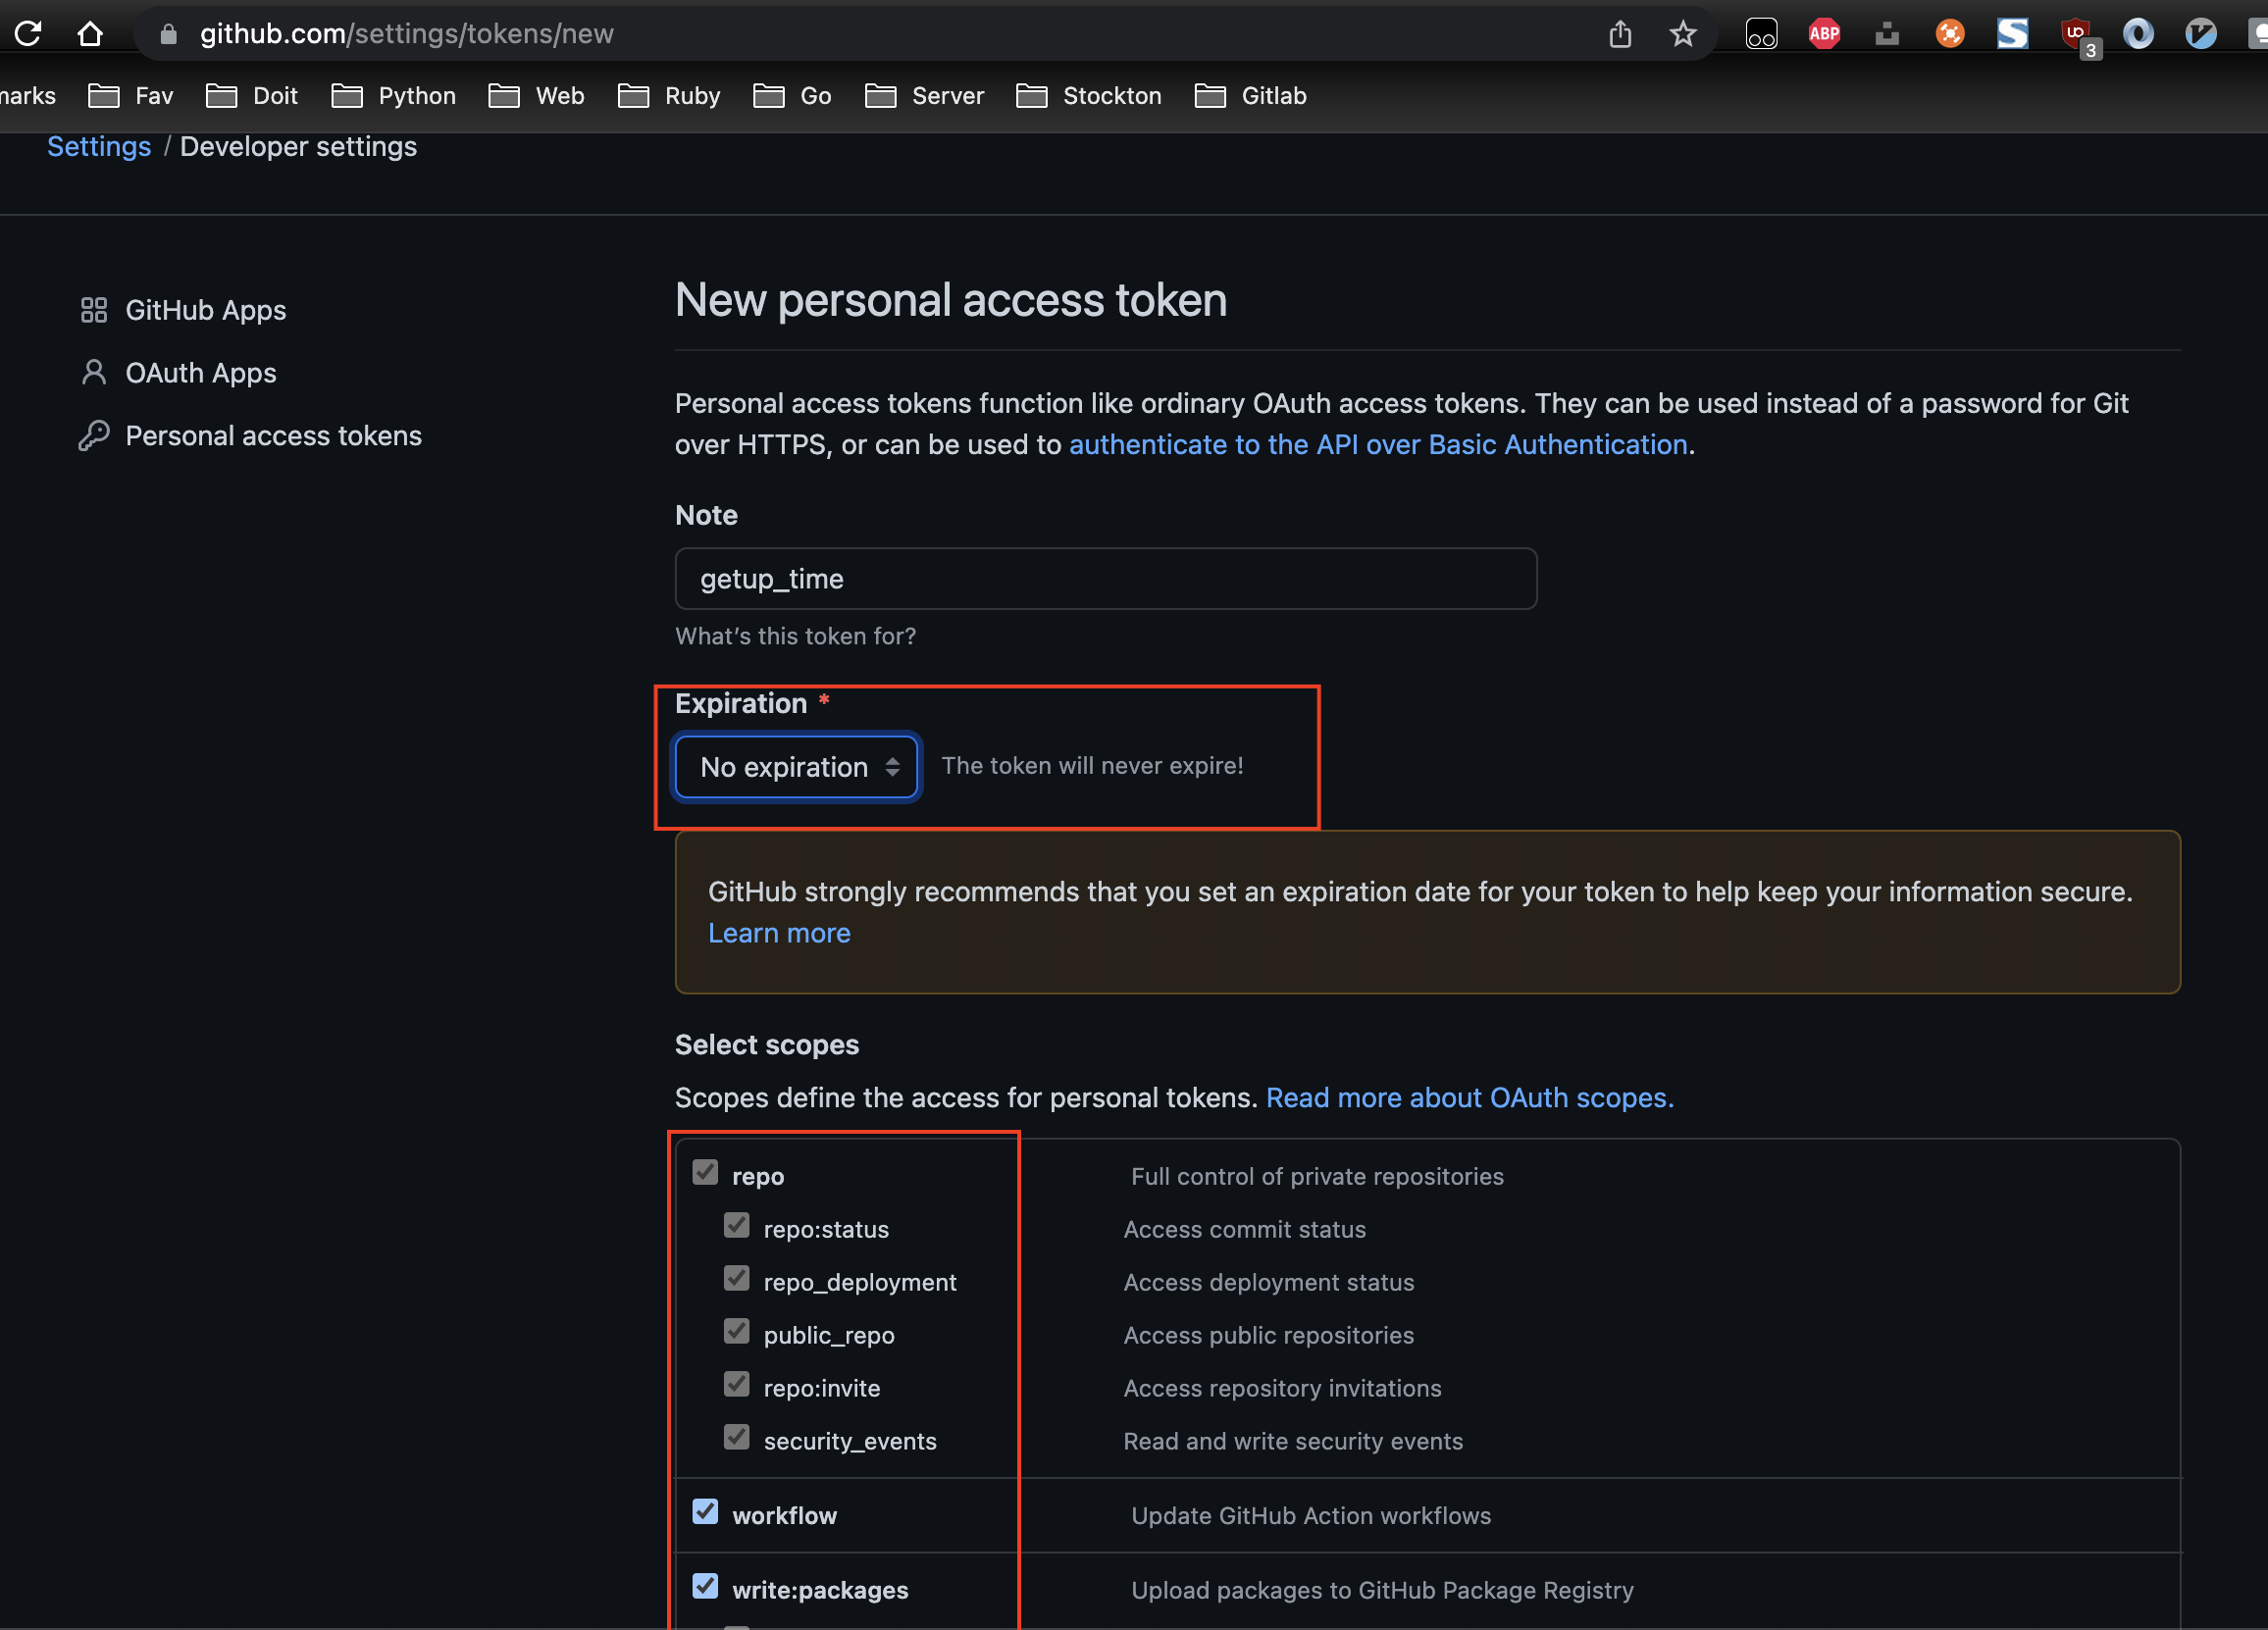 github.com/settings/tokens/new
ABP
UO
3
marks Fav Doit Python Web Ruby Go Server Stockton Gitlab
Settings / Developer settings
GitHub Apps
OAuth Apps
Personal access tokens
New personal access token
Personal access tokens function like ordinary OAuth access tokens. They can be used instead of a password for Git
over HTTPS, or can be used to authenticate to the API over Basic Authentication.
Note
getup_time
What's this token for?
Expiration *
No expiration The token will never expire!
GitHub strongly recommends that you set an expiration date for your token to help keep your information secure.
Learn more
Select scopes
Scopes define the access for personal tokens. Read more about OAuth scopes.
repo Full control of private repositories
repo:status Access commit status
repo_deployment Access deployment status
public_repo Access public repositories
repo:invite Access repository invitations
security_events Read and write security events
workflow Update GitHub Action workflows
write:packages Upload packages to GitHub Package Registry